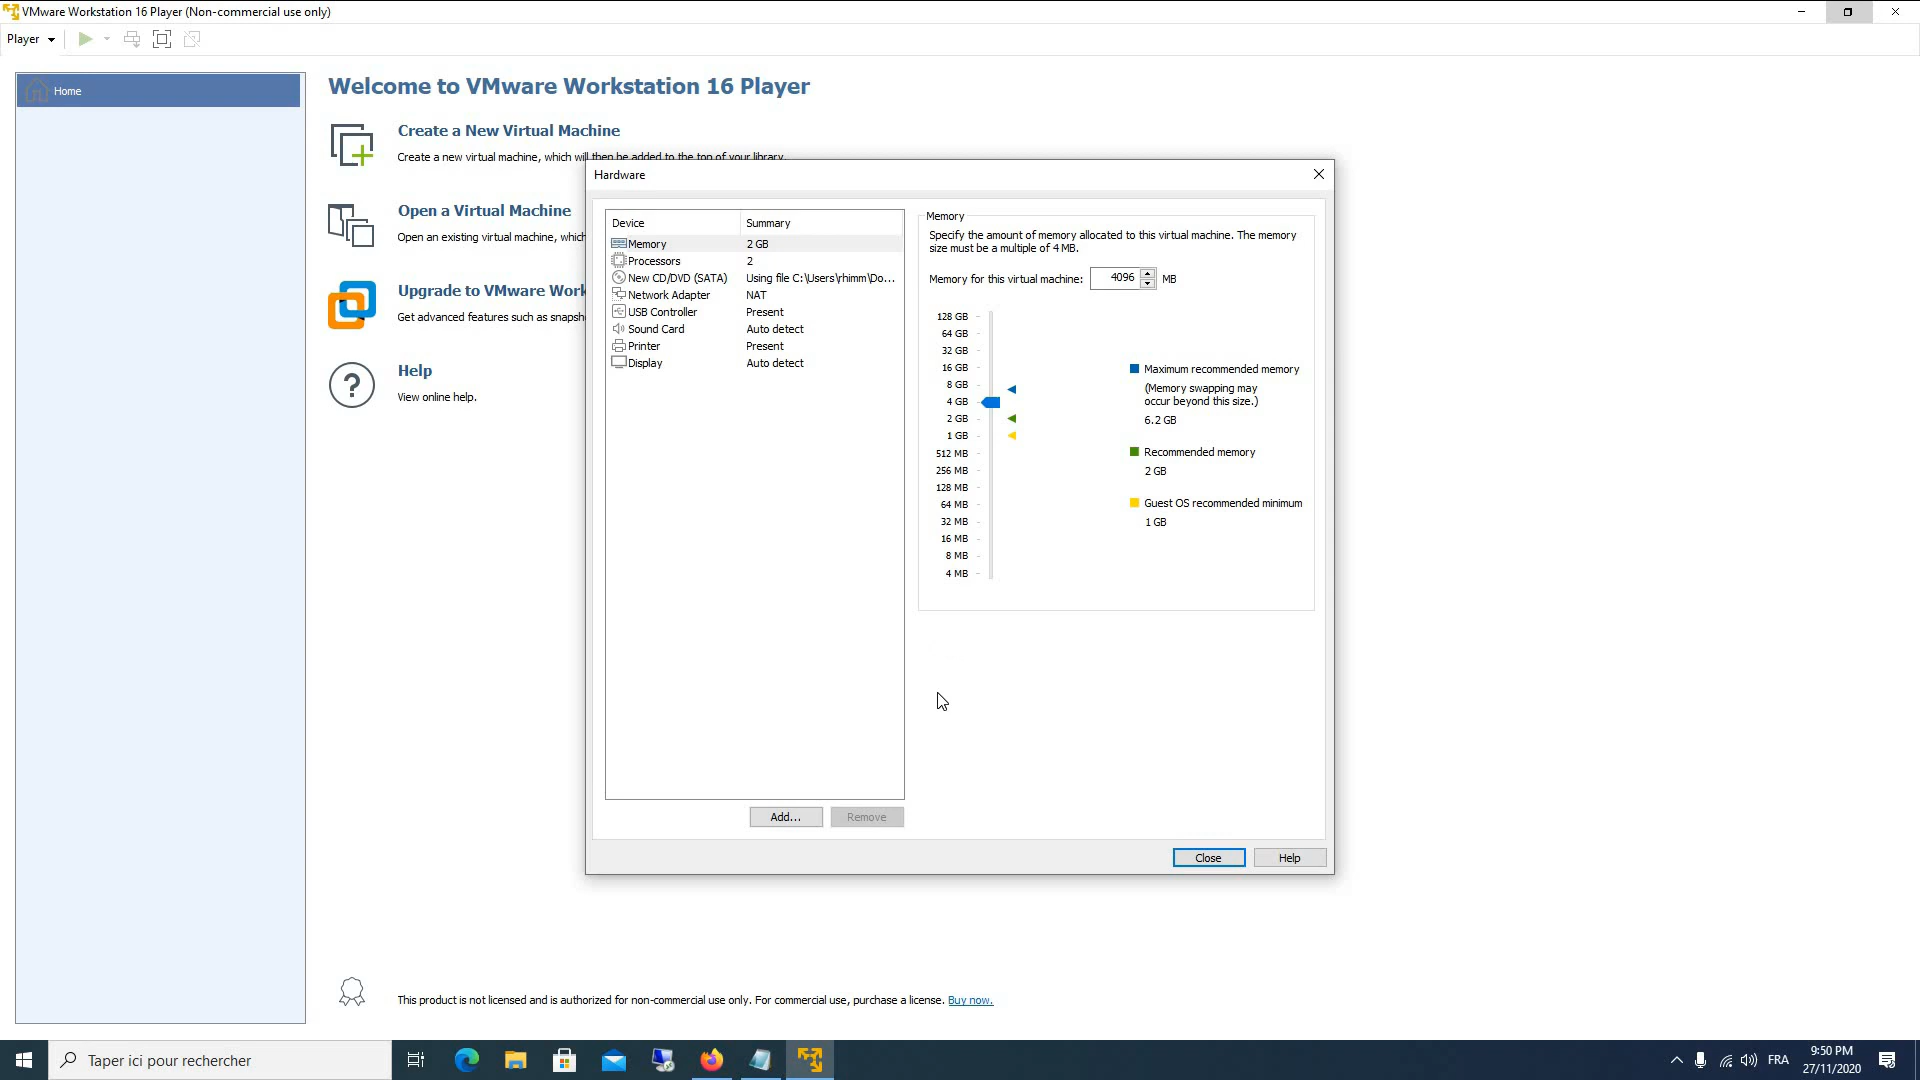 VMware Workstation 16 Player (Non-commercial use only)
Player
Home
Welcome to VMware Workstation 16 Player
Create a New Virtual Machine
Create a new virtual machine, which will then be added to the top of your library.
Open a Virtual Machine
Open an existing virtual machine, which
Upgrade to VMware Work
Get advanced features such as snapsh
Help
View online help.
Hardware
Device Summary
Memory 2 GB
Processors 2
New CD/DVD (SATA) Using file C:\Users\rhimm\Do...
Network Adapter NAT
USB Controller Present
Sound Card Auto detect
Printer Present
Display Auto detect
Add...
Remove
Memory
Specify the amount of memory allocated to this virtual machine. The memory
size must be a multiple of 4 MB.
Memory for this virtual machine: 4096 MB
128 GB
64 GB
32 GB
16 GB
8 GB
4 GB
2 GB
1 GB
512 MB
256 MB
128 MB
64 MB
32 MB
16 MB
8 MB
4 MB
Maximum recommended memory
(Memory swapping may
occur beyond this size.)
6.2 GB
Recommended memory
2 GB
Guest OS recommended minimum
1 GB
Close
Help
This product is not licensed and is authorized for non-commercial use only. For commercial use, purchase a license. Buy now.
Taper ici pour rechercher
FRA
9:50 PM
27/11/2020